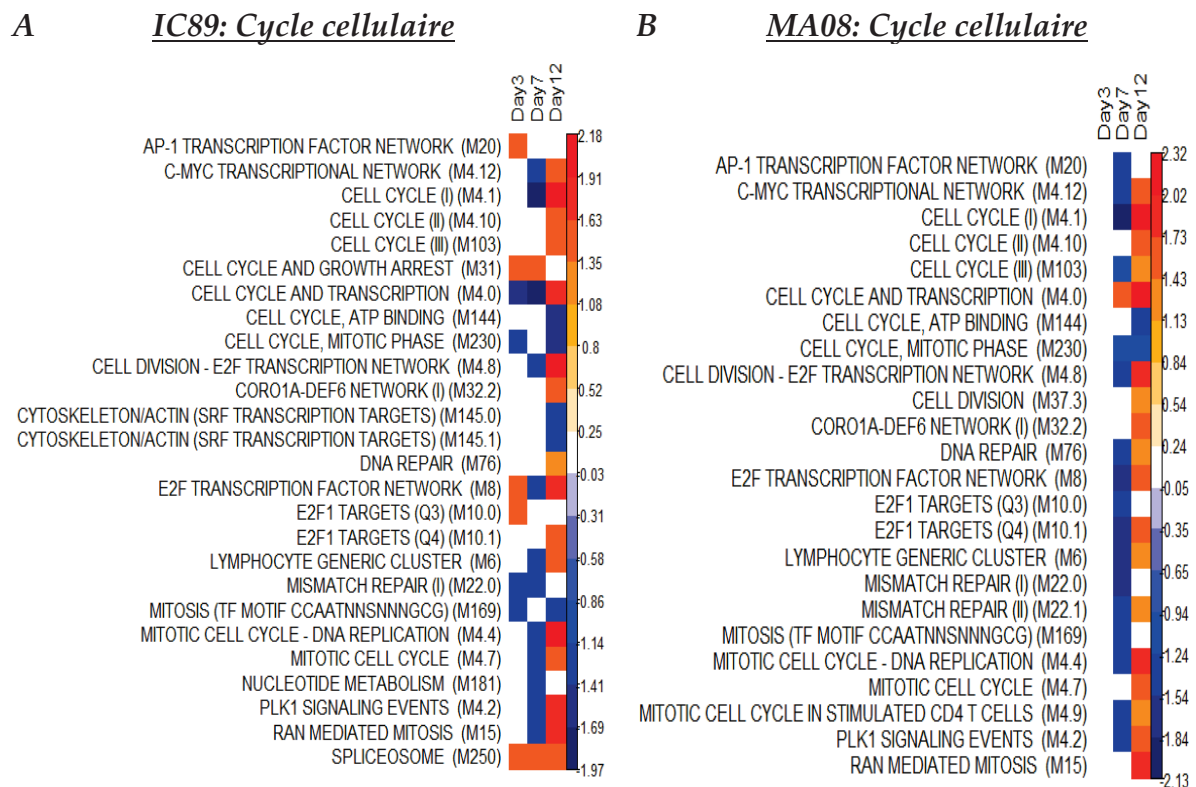 A
IC89: Cycle cellulaire
Day3
Day7
Day12
AP-1 TRANSCRIPTION FACTOR NETWORK (M20)
C-MYC TRANSCRIPTIONAL NETWORK (M4.12)
CELL CYCLE (I) (M4.1)
CELL CYCLE (II) (M4.10)
CELL CYCLE (III) (M103)
CELL CYCLE AND GROWTH ARREST (M31)
CELL CYCLE AND TRANSCRIPTION (M4.0)
CELL CYCLE, ATP BINDING (M144)
CELL CYCLE, MITOTIC PHASE (M230)
CELL DIVISION - E2F TRANSCRIPTION NETWORK (M4.8)
CORO1A-DEF6 NETWORK (I) (M32.2)
CYTOSKELETON/ACTIN (SRF TRANSCRIPTION TARGETS) (M145.0)
CYTOSKELETON/ACTIN (SRF TRANSCRIPTION TARGETS) (M145.1)
DNA REPAIR (M76)
E2F TRANSCRIPTION FACTOR NETWORK (M8)
E2F1 TARGETS (Q3) (M10.0)
E2F1 TARGETS (Q4) (M10.1)
LYMPHOCYTE GENERIC CLUSTER (M6)
MISMATCH REPAIR (I) (M22.0)
MITOSIS (TF MOTIF CCAATNNSNNNGCG) (M169)
MITOTIC CELL CYCLE - DNA REPLICATION (M4.4)
MITOTIC CELL CYCLE (M4.7)
NUCLEOTIDE METABOLISM (M181)
PLK1 SIGNALING EVENTS (M4.2)
RAN MEDIATED MITOSIS (M15)
SPLICEOSOME (M250)
2.18
1.91
1.63
1.35
1.08
0.8
0.52
0.25
-0.03
-0.31
-0.58
-0.86
-1.14
-1.41
-1.69
-1.97
B
MA08: Cycle cellulaire
Day3
Day7
Day12
AP-1 TRANSCRIPTION FACTOR NETWORK (M20)
C-MYC TRANSCRIPTIONAL NETWORK (M4.12)
CELL CYCLE (I) (M4.1)
CELL CYCLE (II) (M4.10)
CELL CYCLE (III) (M103)
CELL CYCLE AND TRANSCRIPTION (M4.0)
CELL CYCLE, ATP BINDING (M144)
CELL CYCLE, MITOTIC PHASE (M230)
CELL DIVISION - E2F TRANSCRIPTION NETWORK (M4.8)
CELL DIVISION (M37.3)
CORO1A-DEF6 NETWORK (I) (M32.2)
DNA REPAIR (M76)
E2F TRANSCRIPTION FACTOR NETWORK (M8)
E2F1 TARGETS (Q3) (M10.0)
E2F1 TARGETS (Q4) (M10.1)
LYMPHOCYTE GENERIC CLUSTER (M6)
MISMATCH REPAIR (I) (M22.0)
MISMATCH REPAIR (II) (M22.1)
MITOSIS (TF MOTIF CCAATNNSNNNGCG) (M169)
MITOTIC CELL CYCLE - DNA REPLICATION (M4.4)
MITOTIC CELL CYCLE (M4.7)
MITOTIC CELL CYCLE IN STIMULATED CD4 T CELLS (M4.9)
PLK1 SIGNALING EVENTS (M4.2)
RAN MEDIATED MITOSIS (M15)
2.32
2.02
1.73
1.43
1.13
0.84
0.54
0.24
-0.05
-0.35
-0.65
-0.94
-1.24
-1.54
-1.84
-2.13